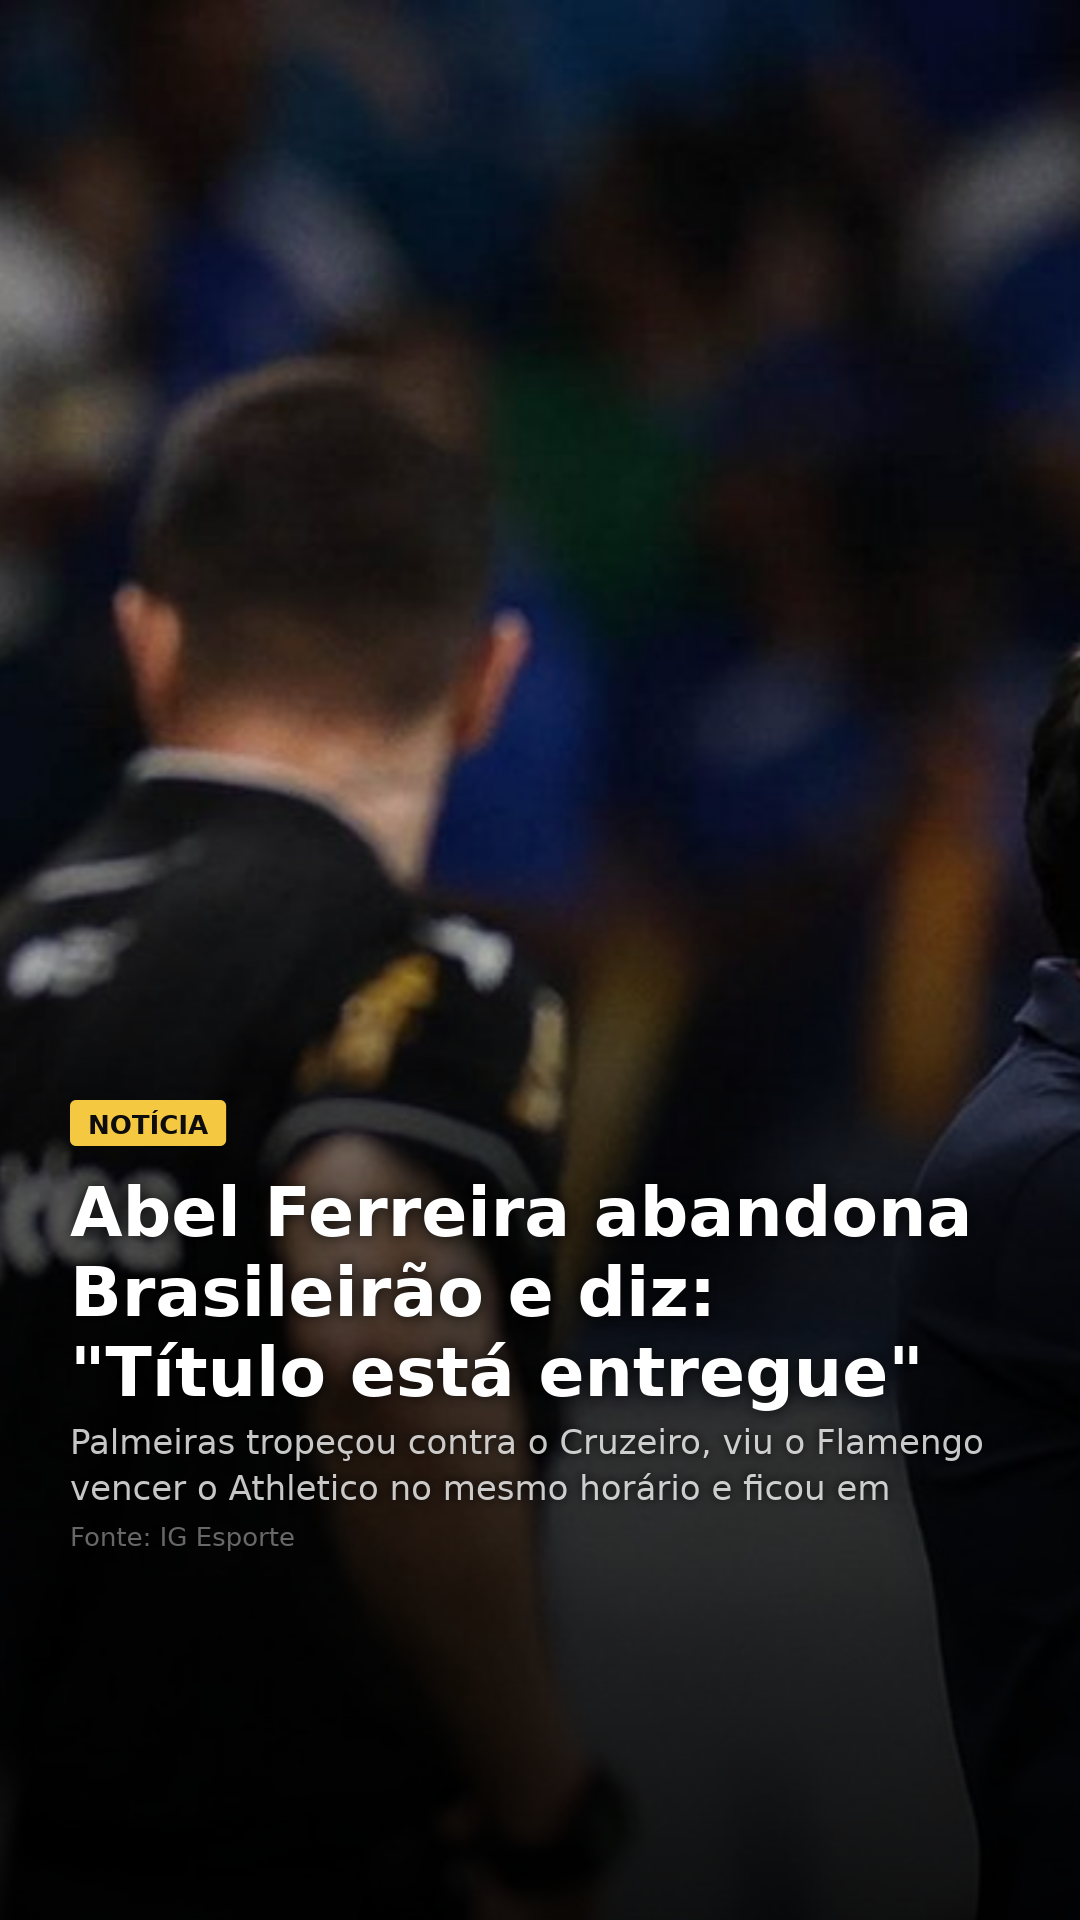 NOTÍCIA
Abel Ferreira abandona
Brasileirão e diz:
"Título está entregue"
Palmeiras tropeçou contra o Cruzeiro, viu o Flamengo
vencer o Athletico no mesmo horário e ficou em
Fonte: IG Esporte